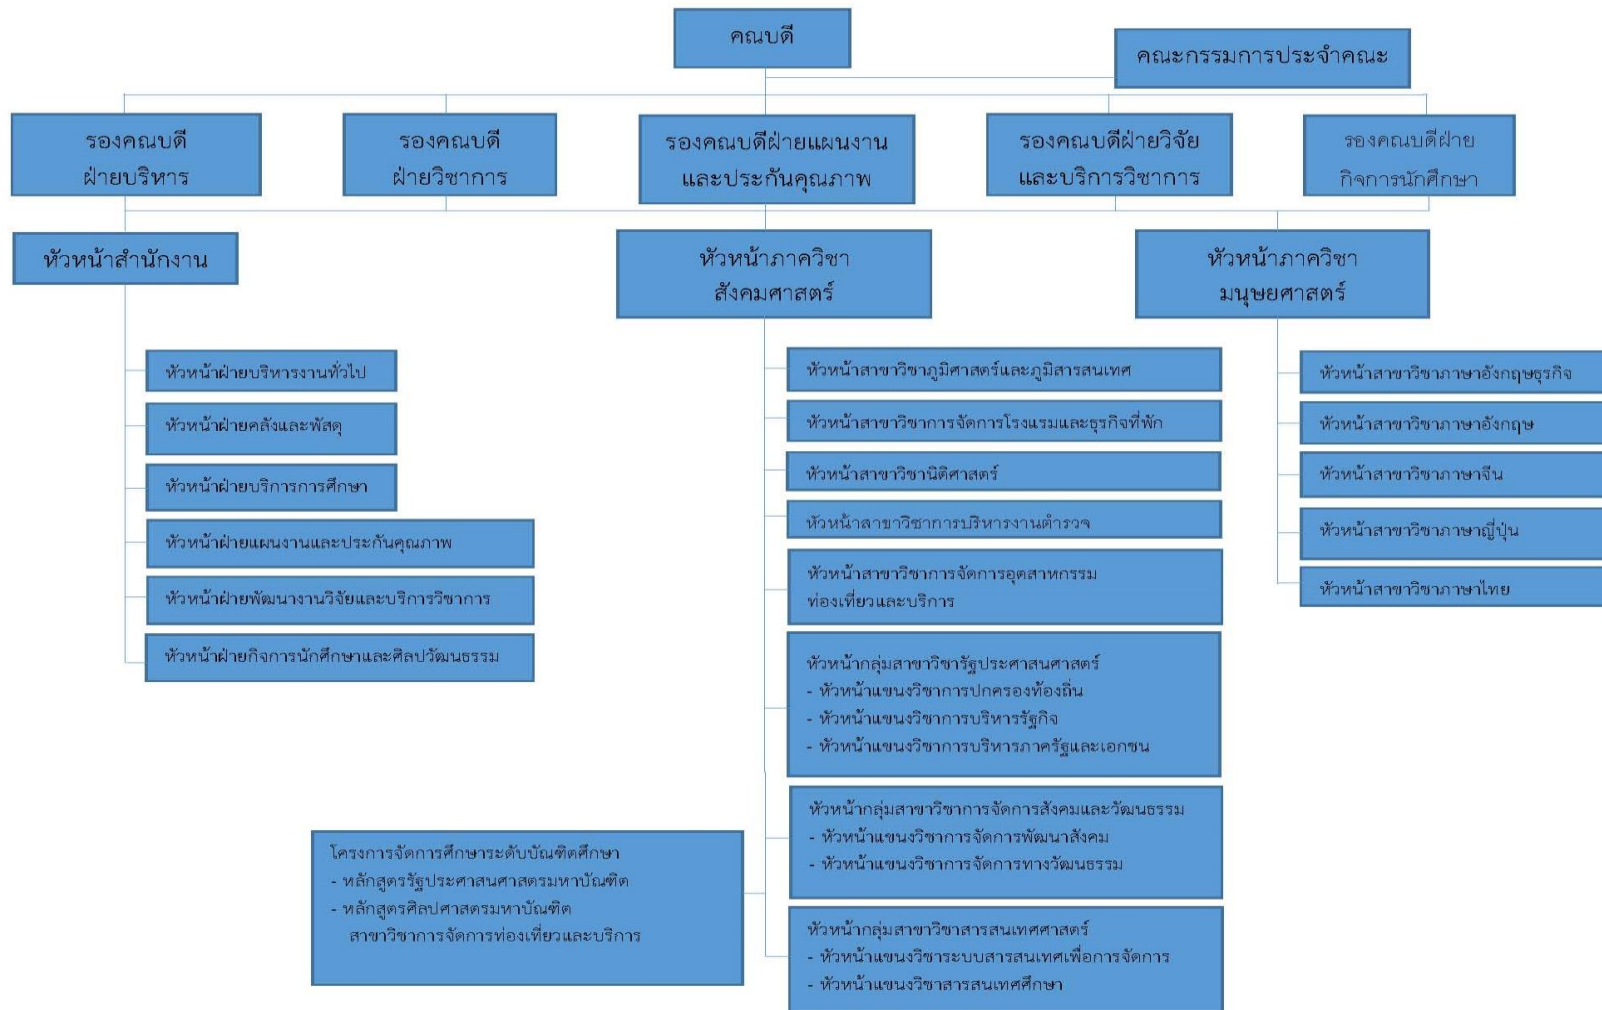 คณบดี
คณะกรรมการประจำคณะ
รองคณบดี
ฝ่ายบริหาร
รองคณบดี
ฝ่ายวิชาการ
รองคณบดีฝ่ายแผนงาน
และประกันคุณภาพ
รองคณบดีฝ่ายวิจัย
และบริการวิชาการ
รองคณบดีฝ่าย
กิจการนักศึกษา
หัวหน้าสำนักงาน
หัวหน้าภาควิชา
สังคมศาสตร์
หัวหน้าภาควิชา
มนุษยศาสตร์
หัวหน้าฝ่ายบริหารงานทั่วไป
หัวหน้าฝ่ายคลังและพัสดุ
หัวหน้าฝ่ายบริการการศึกษา
หัวหน้าฝ่ายแผนงานและประกันคุณภาพ
หัวหน้าฝ่ายพัฒนางานวิจัยและบริการวิชาการ
หัวหน้าฝ่ายกิจการนักศึกษาและศิลปวัฒนธรรม
หัวหน้าสาขาวิชาภูมิศาสตร์และภูมิสารสนเทศ
หัวหน้าสาขาวิชาการจัดการโรงแรมและธุรกิจที่พัก
หัวหน้าสาขาวิชานิติศาสตร์
หัวหน้าสาขาวิชาการบริหารงานตำรวจ
หัวหน้าสาขาวิชาการจัดการอุตสาหกรรม
ท่องเที่ยวและบริการ
หัวหน้ากลุ่มสาขาวิชารัฐประศาสนศาสตร์
- หัวหน้าแขนงวิชาการปกครองท้องถิ่น
- หัวหน้าแขนงวิชาการบริหารรัฐกิจ
- หัวหน้าแขนงวิชาการบริหารภาครัฐและเอกชน
หัวหน้ากลุ่มสาขาวิชาการจัดการสังคมและวัฒนธรรม
- หัวหน้าแขนงวิชาการจัดการพัฒนาสังคม
- หัวหน้าแขนงวิชาการจัดการทางวัฒนธรรม
หัวหน้ากลุ่มสาขาวิชาสารสนเทศศาสตร์
- หัวหน้าแขนงวิชาระบบสารสนเทศเพื่อการจัดการ
- หัวหน้าแขนงวิชาสารสนเทศศึกษา
โครงการจัดการศึกษาระดับบัณฑิตศึกษา
- หลักสูตรรัฐประศาสนศาสตรมหาบัณฑิต
- หลักสูตรศิลปศาสตรมหาบัณฑิต
สาขาวิชาการจัดการท่องเที่ยวและบริการ
หัวหน้าสาขาวิชาภาษาอังกฤษธุรกิจ
หัวหน้าสาขาวิชาภาษาอังกฤษ
หัวหน้าสาขาวิชาภาษาจีน
หัวหน้าสาขาวิชาภาษาญี่ปุ่น
หัวหน้าสาขาวิชาภาษาไทย